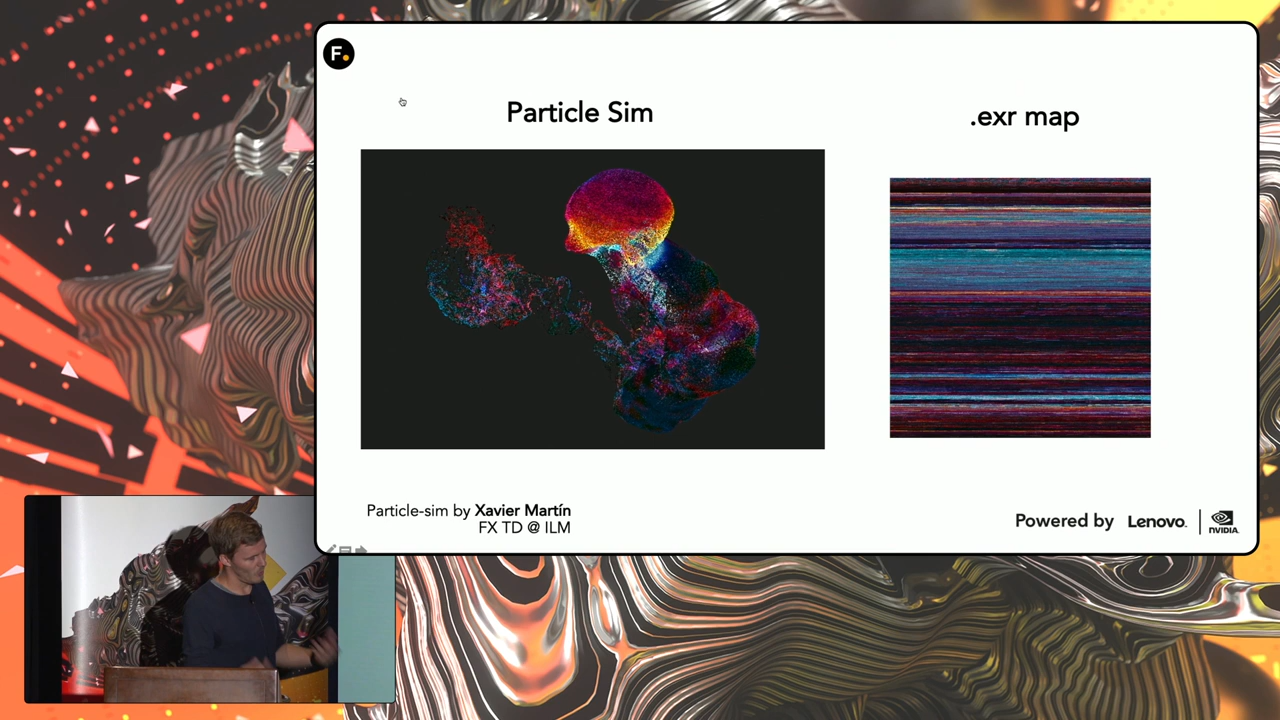 F.
Particle Sim
.exr map
Particle-sim by Xavier Martín
FX TD @ ILM
Powered by Lenovo. NVIDIA